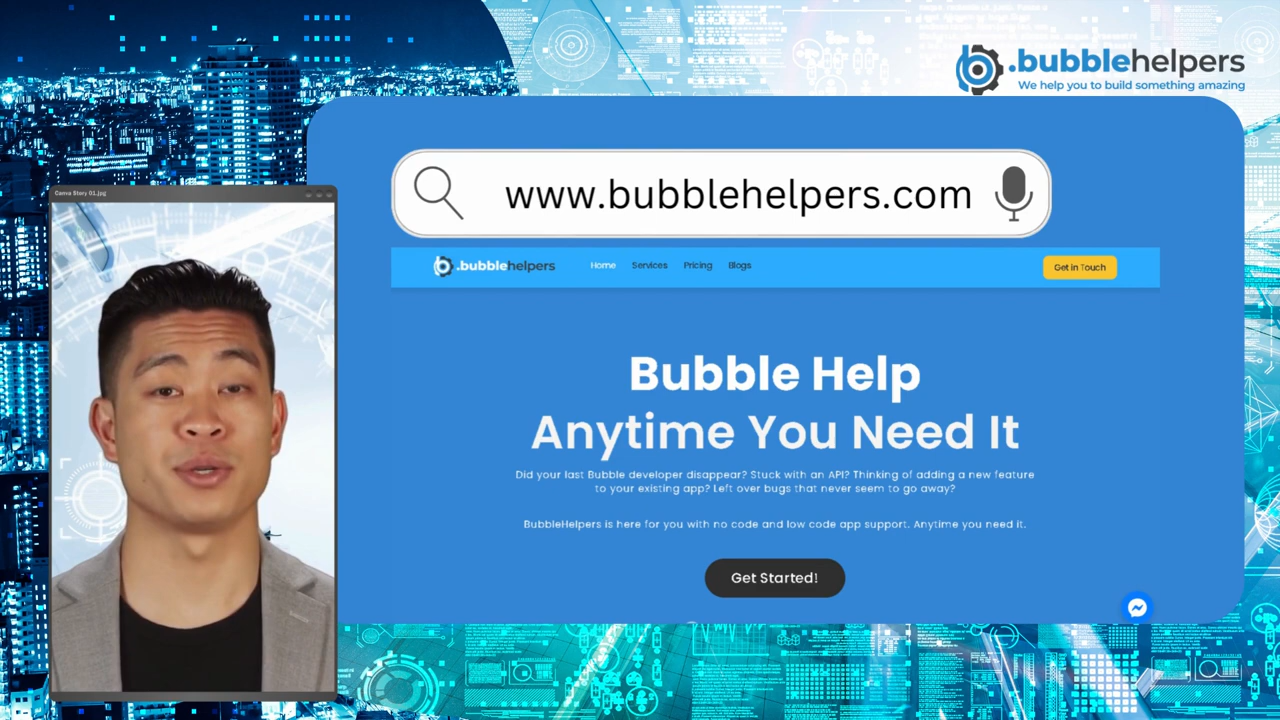 .bubblehelpers
We help you to build something amazing
www.bubblehelpers.com
Canva Story 01.jpg
.bubblehelpers Home Services Pricing Blogs Get in Touch
Bubble Help
Anytime You Need It
Did your last Bubble developer disappear? Stuck with an API? Thinking of adding a new feature
to your existing app? Left over bugs that never seem to go away?
BubbleHelpers is here for you with no code and low code app support. Anytime you need it.
Get Started!